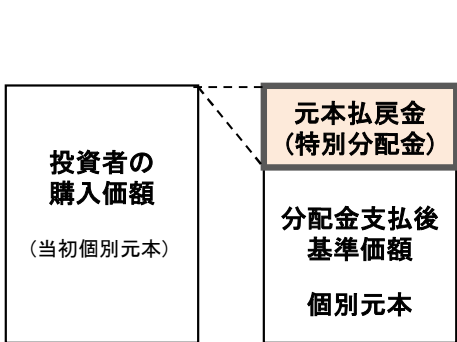 投資者の
購入価額
(当初個別元本)
元本払戻金
(特別分配金)
分配金支払後
基準価額
個別元本